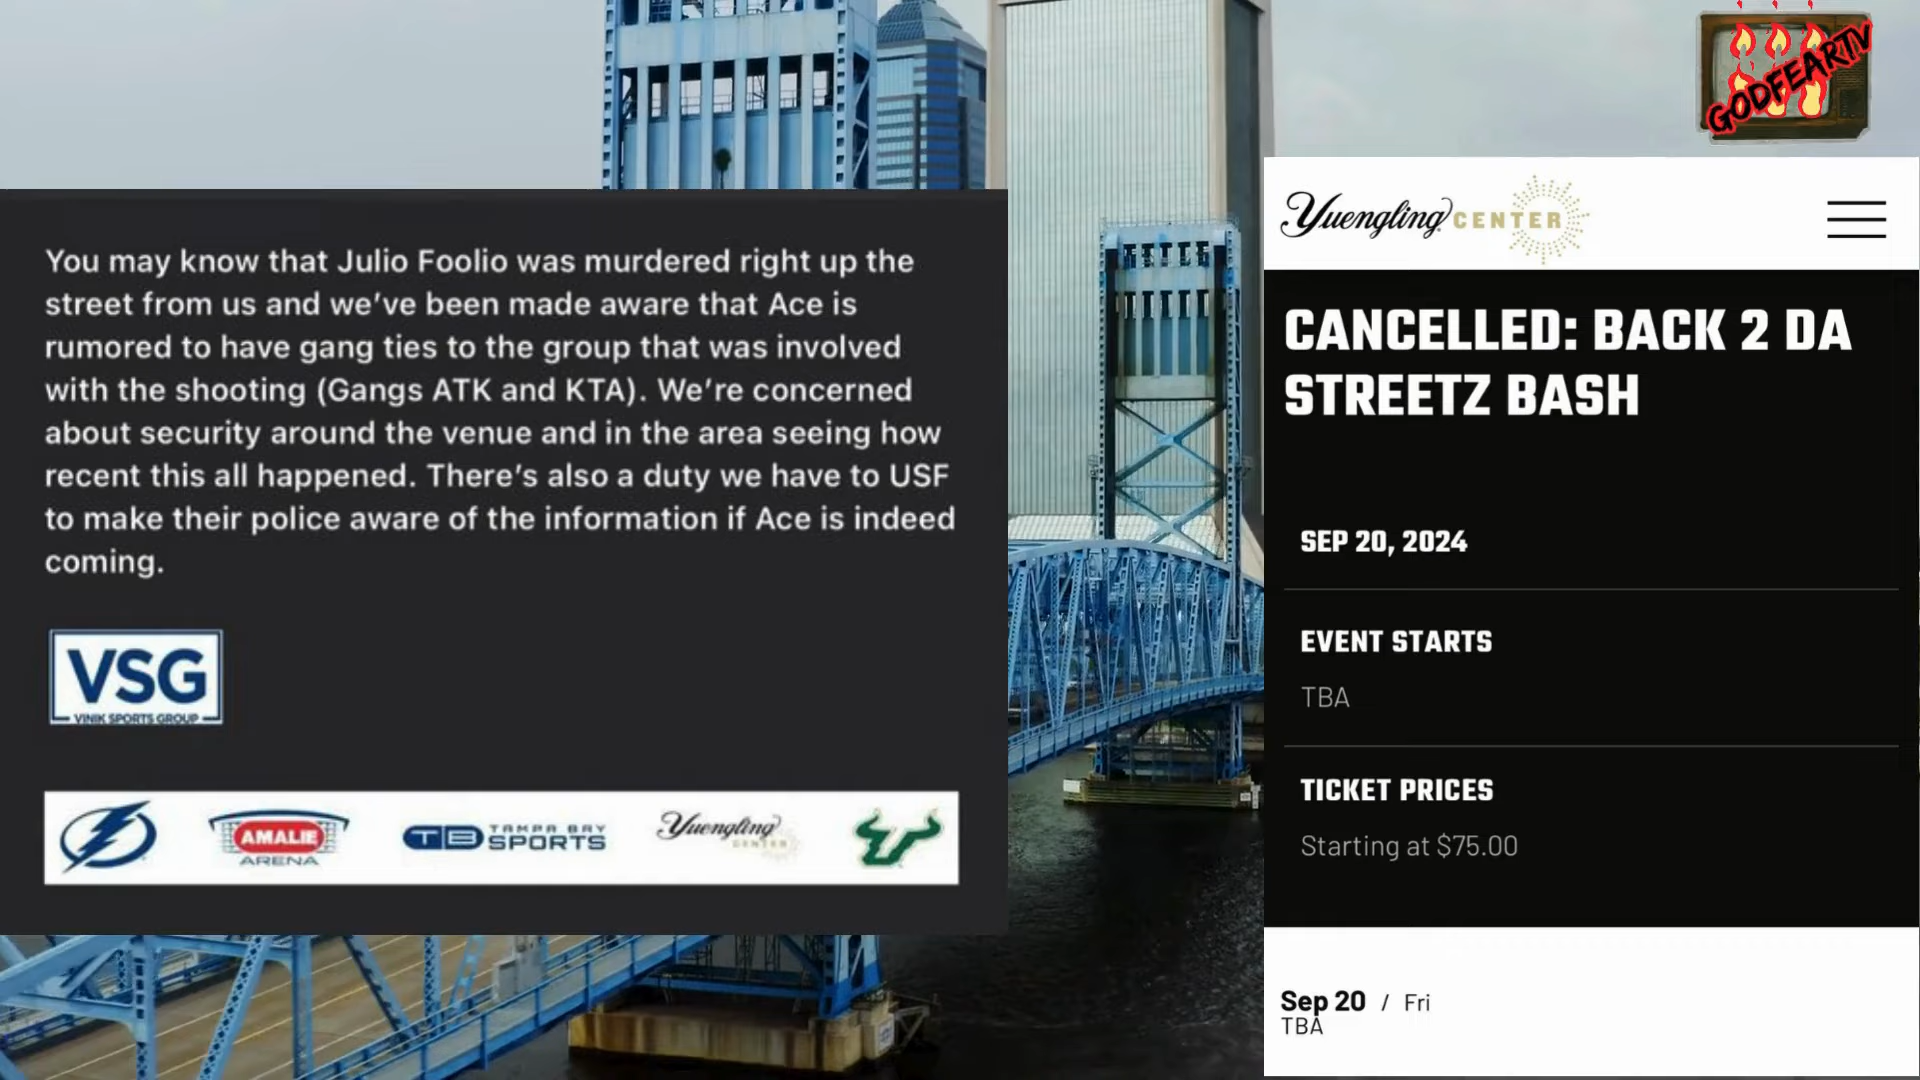 GODFEARTV
You may know that Julio Foolio was murdered right up the
street from us and we've been made aware that Ace is
rumored to have gang ties to the group that was involved
with the shooting (Gangs ATK and KTA). We're concerned
about security around the venue and in the area seeing how
recent this all happened. There's also a duty we have to USF
to make their police aware of the information if Ace is indeed
coming.
VSG
VINIK SPORTS GROUP
AMALIE
ARENA
TB TAMPA BAY
SPORTS
Yuengling
CENTER
Yuengling CENTER
CANCELLED: BACK 2 DA
STREETZ BASH
SEP 20, 2024
EVENT STARTS
TBA
TICKET PRICES
Starting at $75.00
Sep 20 / Fri
TBA